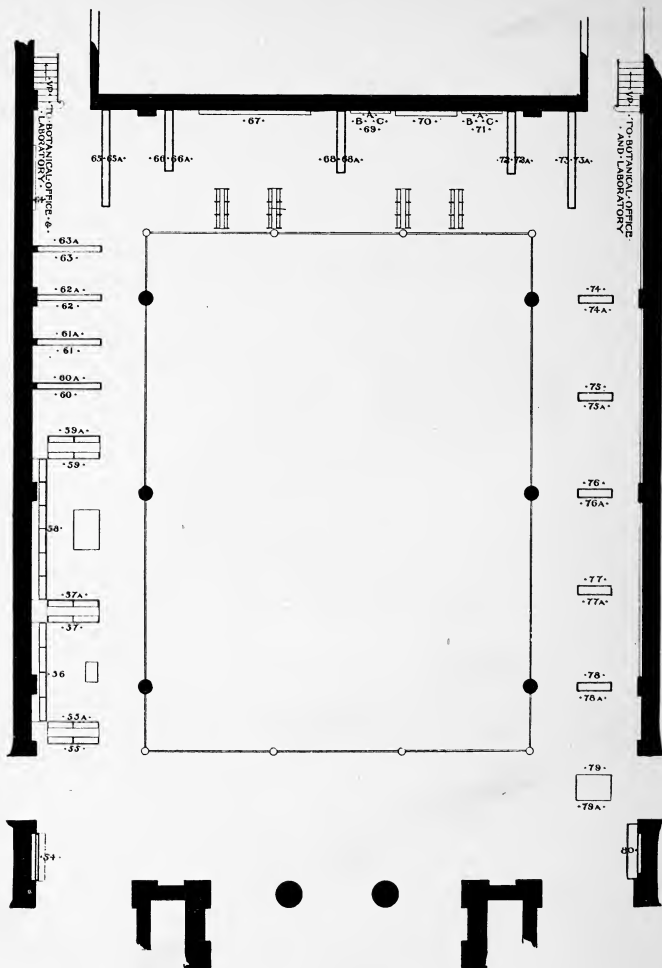 UP. TO BOTANICAL OFFICE &
LABORATORY
UP. TO BOTANICAL OFFICE
AND LABORATORY
67
A
B C
69
70
A
B C
71
65 65A
66 66A
68 68A
72 72A
73 73A
63A
63
62A
62
61A
61
60A
60
59A
59
58
57A
57
56
55A
55
54
74
74A
75
75A
76
76A
77
77A
78
78A
79
79A
80